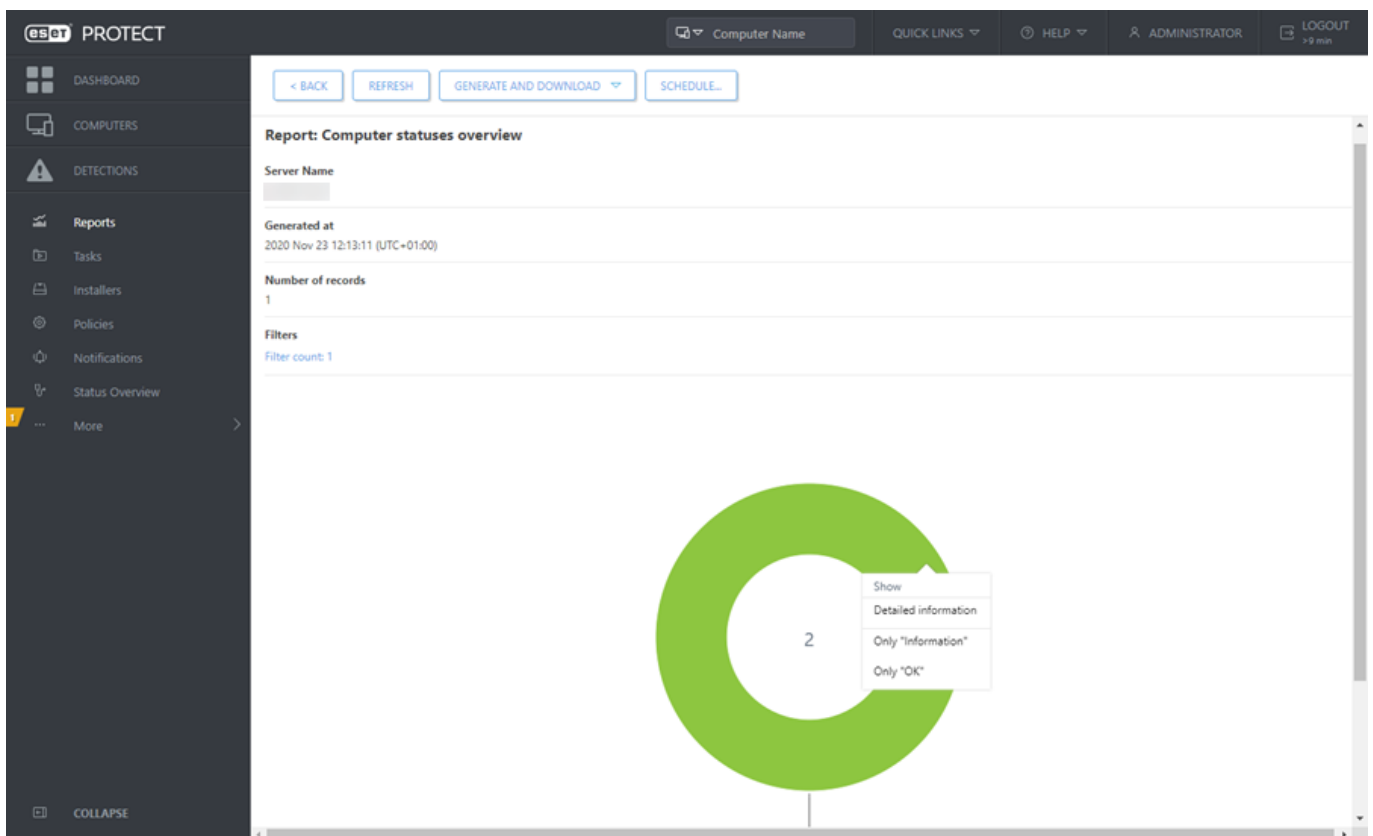 eset PROTECT
Computer Name
QUICK LINKS
HELP
ADMINISTRATOR
LOGOUT
>9 min
DASHBOARD
COMPUTERS
DETECTIONS
Reports
Tasks
Installers
Policies
Notifications
Status Overview
1
... More
COLLAPSE
< BACK
REFRESH
GENERATE AND DOWNLOAD
SCHEDULE...
Report: Computer statuses overview
Server Name
Generated at
2020 Nov 23 12:13:11 (UTC+01:00)
Number of records
1
Filters
Filter count: 1
2
Show
Detailed information
Only "Information"
Only "OK"